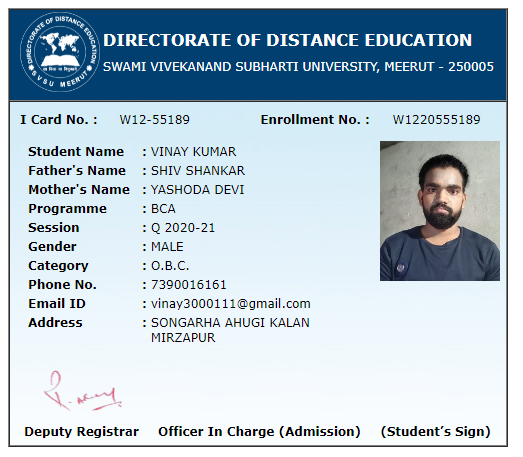 DIRECTORATE OF DISTANCE EDUCATION
SVSU MEERUT
DIRECTORATE OF DISTANCE EDUCATION
SWAMI VIVEKANAND SUBHARTI UNIVERSITY, MEERUT - 250005
I Card No. : W12-55189 Enrollment No. : W1220555189
Student Name : VINAY KUMAR
Father's Name : SHIV SHANKAR
Mother's Name : YASHODA DEVI
Programme : BCA
Session : Q 2020-21
Gender : MALE
Category : O.B.C.
Phone No. : 7390016161
Email ID : vinay3000111@gmail.com
Address : SONGARHA AHUGI KALAN
MIRZAPUR
Deputy Registrar Officer In Charge (Admission) (Student's Sign)